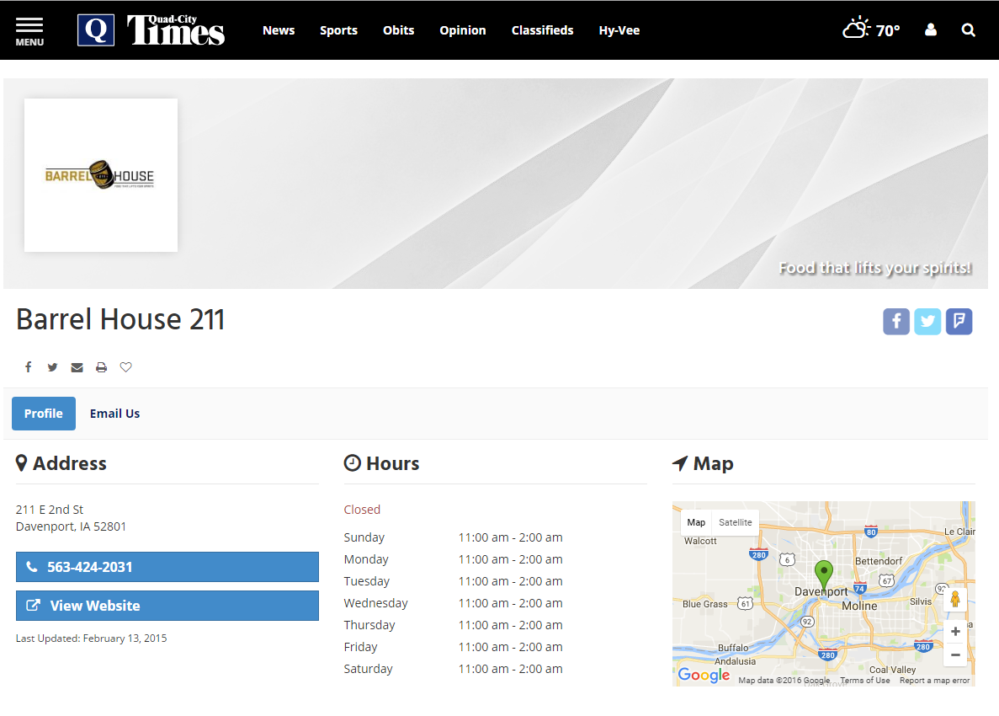 MENU
Q
Quad-City
Times
News
Sports
Obits
Opinion
Classifieds
Hy-Vee
70°
BARREL HOUSE
FOOD THAT LIFTS YOUR SPIRITS
Food that lifts your spirits!
Barrel House 211
Profile
Email Us
Address
211 E 2nd St
Davenport, IA 52801
563-424-2031
View Website
Last Updated: February 13, 2015
Hours
Closed
Sunday 11:00 am - 2:00 am
Monday 11:00 am - 2:00 am
Tuesday 11:00 am - 2:00 am
Wednesday 11:00 am - 2:00 am
Thursday 11:00 am - 2:00 am
Friday 11:00 am - 2:00 am
Saturday 11:00 am - 2:00 am
Map
Map Satellite
Walcott
80
Le Clair
280
6
Bettendorf
67
74
Davenport
Blue Grass
61
Moline
Silvis
92
Buffalo
280
280
Andalusia
Coal Valley
Google
Map data ©2016 Google
Terms of Use
Report a map error